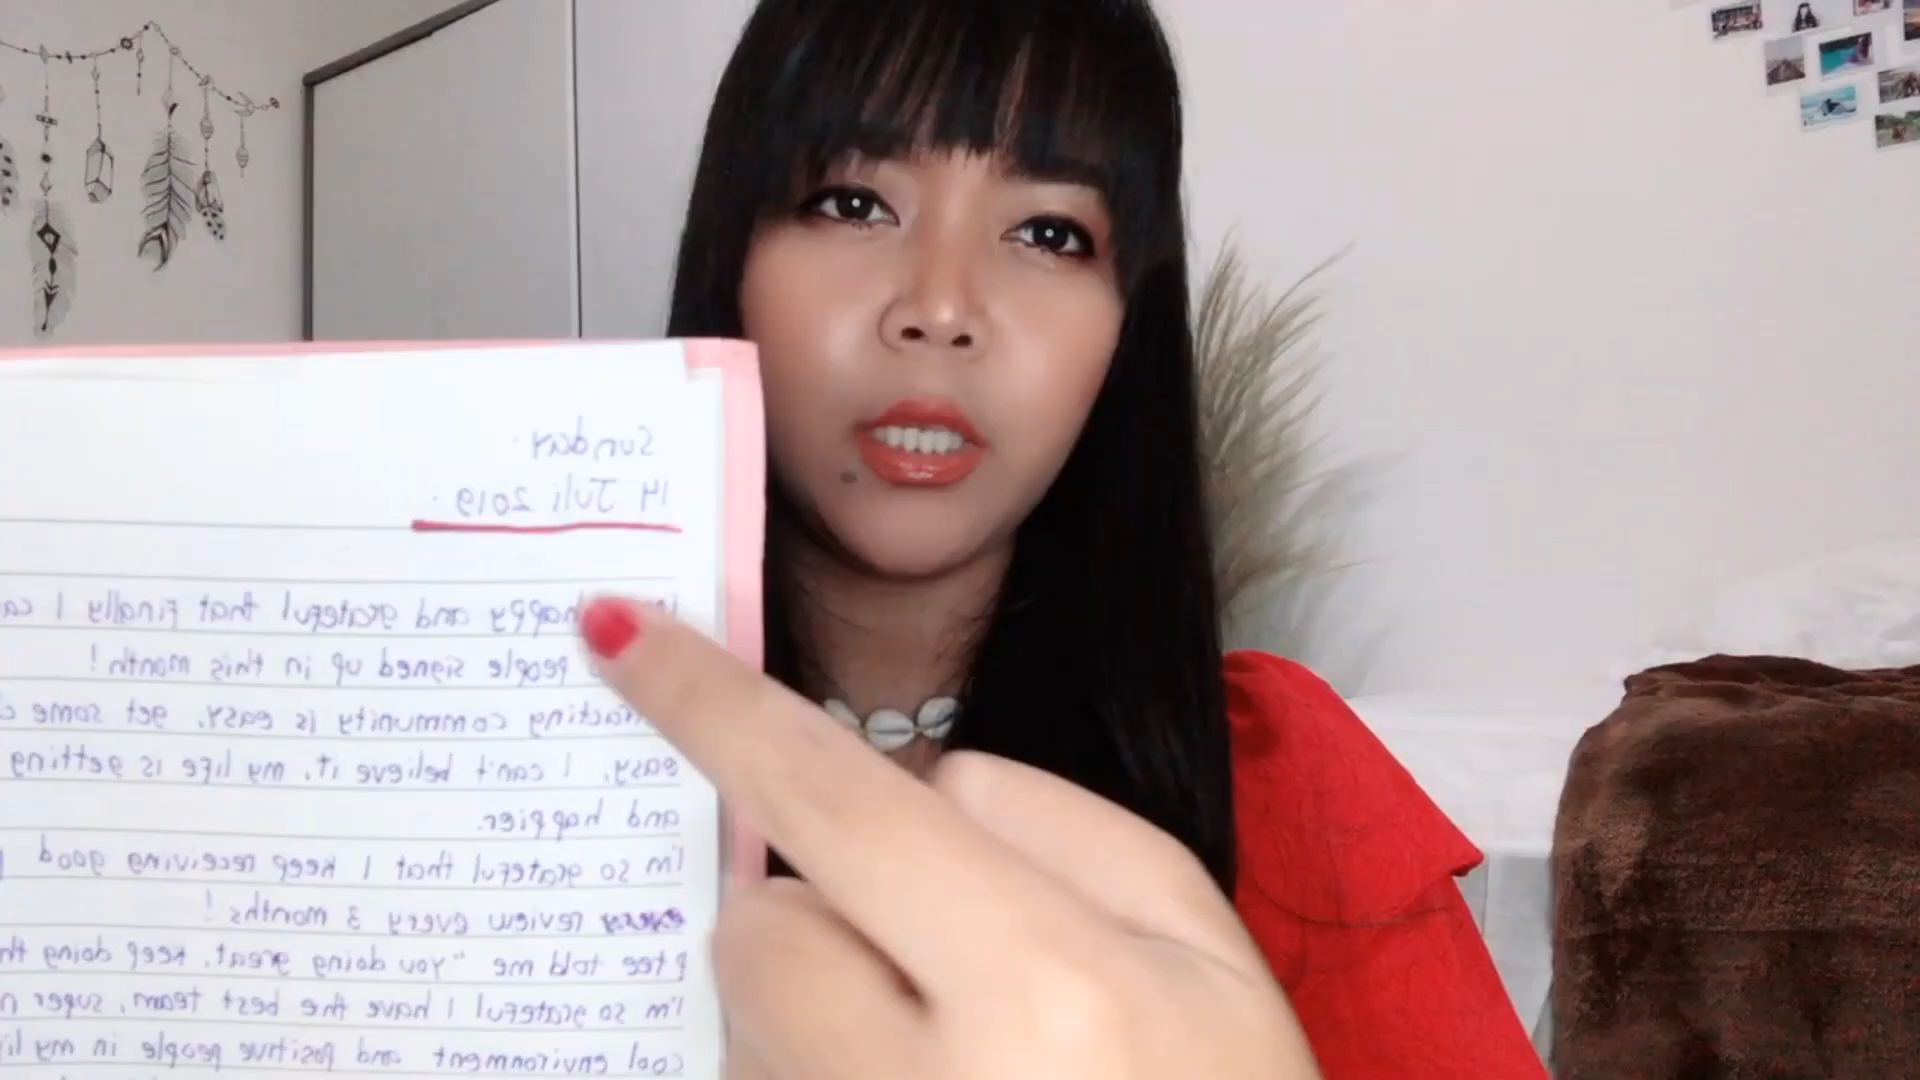 Sunday
14 Juli 2019
happy and grateful that finally I
people signed up in this month!
community is easy, get some
easy, I can't believe it, my life is getting
and happier.
I'm so grateful that I keep receiving good
review every 3 months!
told me "you doing great, keep doing
I'm so grateful I have the best team, super
cool environment and positive people in my